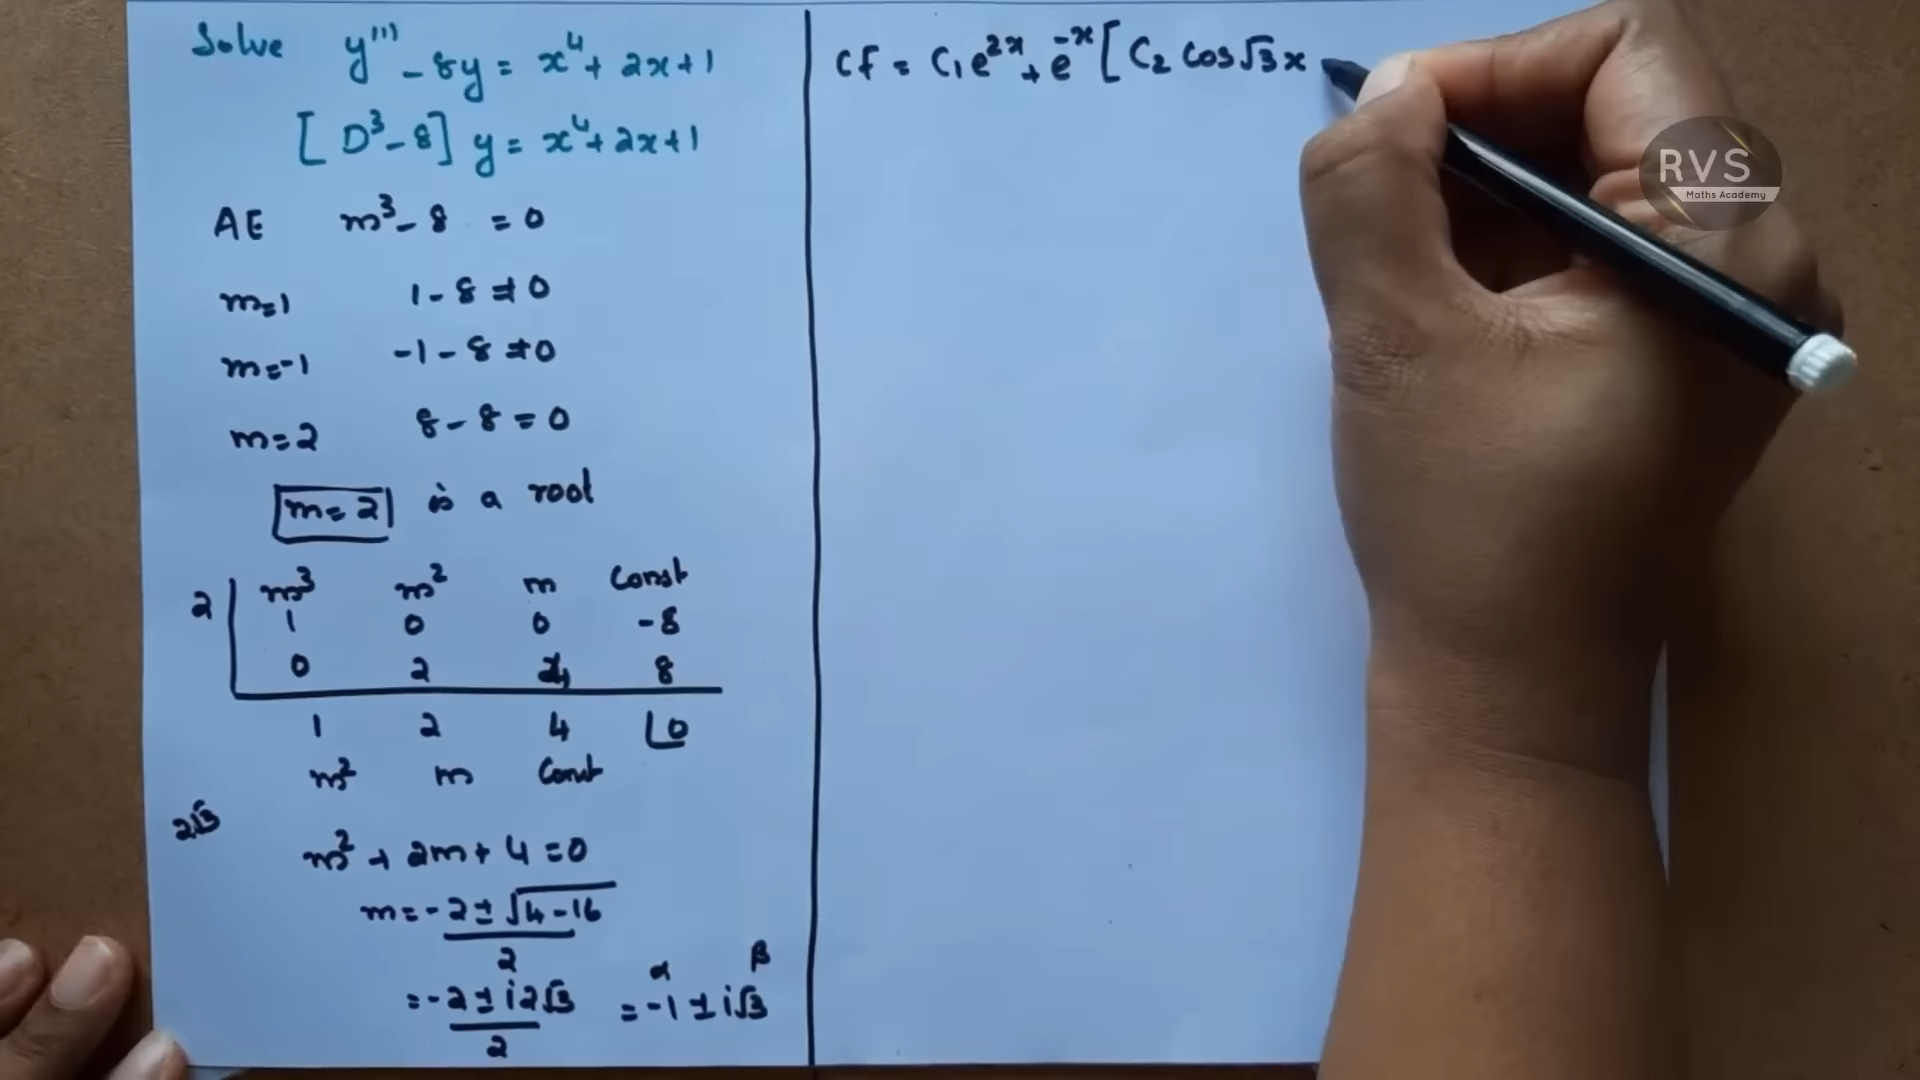 Solve y''' - 8y = x⁴ + 2x + 1
[D³ - 8] y = x⁴ + 2x + 1
AE m³ - 8 = 0
m=1 1 - 8 ≠ 0
m=-1 -1 - 8 ≠ 0
m=2 8 - 8 = 0
m=2 is a root
m³ m² m Const
2 1 0 0 -8
0 2 4 8
1 2 4 0
m² m Const
2√3
m² + 2m + 4 = 0
m = -2 ± √4-16
2
α β
= -2 ± i2√3 = -1 ± i√3
2
CF = C₁e²ˣ + e⁻ˣ [C₂ cos√3x
RVS
Maths Academy